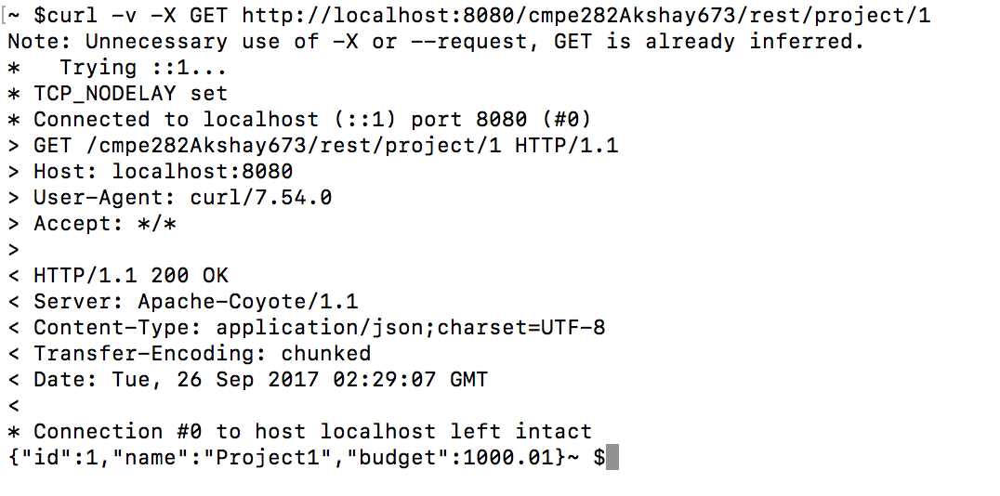 [~ $curl -v -X GET http://localhost:8080/cmpe282Akshay673/rest/project/1
Note: Unnecessary use of -X or --request, GET is already inferred.
*   Trying ::1...
* TCP_NODELAY set
* Connected to localhost (::1) port 8080 (#0)
> GET /cmpe282Akshay673/rest/project/1 HTTP/1.1
> Host: localhost:8080
> User-Agent: curl/7.54.0
> Accept: */*
>
< HTTP/1.1 200 OK
< Server: Apache-Coyote/1.1
< Content-Type: application/json;charset=UTF-8
< Transfer-Encoding: chunked
< Date: Tue, 26 Sep 2017 02:29:07 GMT
<
* Connection #0 to host localhost left intact
{"id":1,"name":"Project1","budget":1000.01}~ $